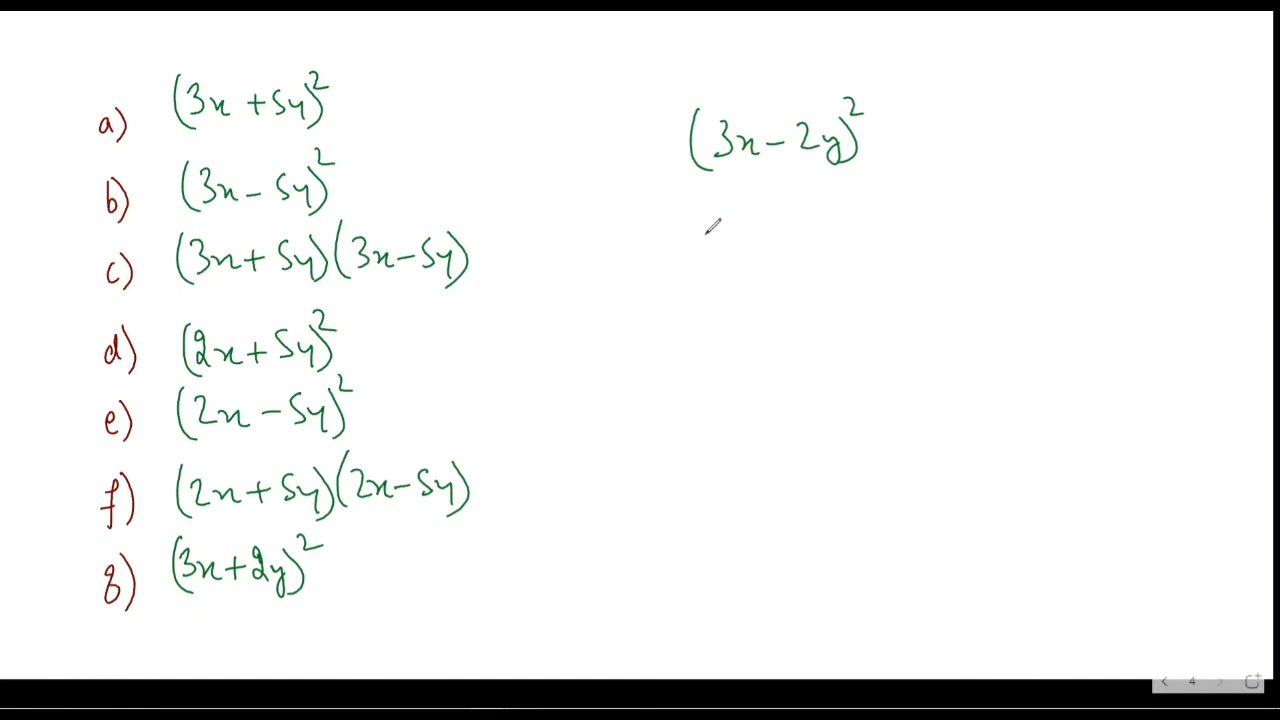 a) (3x + 5y)²
b) (3x - 5y)²
c) (3x + 5y)(3x - 5y)
d) (2x + 5y)²
e) (2x - 5y)²
f) (2x + 5y)(2x - 5y)
g) (3x + 2y)²
(3x - 2y)²
4